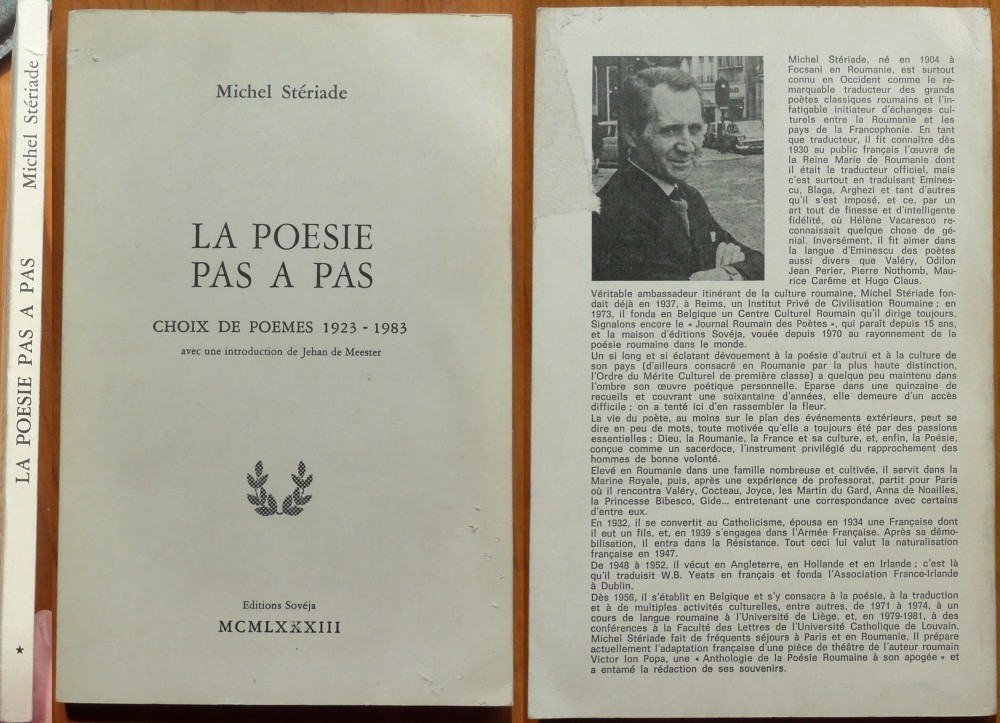 LA POESIE PAS A PAS Michel Stériade
*
Michel Stériade
LA POESIE
PAS A PAS
CHOIX DE POEMES 1923 - 1983
avec une introduction de Jehan de Meester
Editions Sovéja
MCMLXXXIII
Michel Stériade, né en 1904 à
Focsani en Roumanie, est surtout
connu en Occident comme le re-
marquable traducteur des grands
poètes classiques roumains et l'in-
fatigable initiateur d'échanges cul-
turels entre la Roumanie et les
pays de la Francophonie. En tant
que traducteur, il fit connaître dès
1930 au public français l'œuvre de
la Reine Marie de Roumanie dont
il était le traducteur officiel, mais
c'est surtout en traduisant Emines-
cu, Blaga, Arghezi et tant d'autres
qu'il s'est imposé, et ce, par un
art tout de finesse et d'intelligente
fidélité, où Hélène Vacaresco re-
connaissait quelque chose de gé-
nial. Inversément, il fit aimer dans
la langue d'Eminescu des poètes
aussi divers que Valéry, Odilon
Jean Perier, Pierre Nothomb, Mau-
rice Carême et Hugo Claus.
Véritable ambassadeur itinérant de la culture roumaine, Michel Stériade fon-
dait déjà en 1937, à Reims, un Institut Privé de Civilisation Roumaine ; en
1973, il fonda en Belgique un Centre Culturel Roumain qu'il dirige toujours.
Signalons encore le « Journal Roumain des Poètes », qui paraît depuis 15 ans,
et la maison d'éditions Sovéja, vouée depuis 1970 au rayonnement de la
poésie roumaine dans le monde.
Un si long et si éclatant dévouement à la poésie d'autrui et à la culture de
son pays (d'ailleurs consacré en Roumanie par la plus haute distinction,
l'Ordre du Mérite Culturel de première classe) a quelque peu maintenu dans
l'ombre son œuvre poétique personnelle. Eparse dans une quinzaine de
recueils et couvrant une soixantaine d'années, elle demeure d'un accès
difficile ; on a tenté ici d'en rassembler la fleur.
La vie du poète, au moins sur le plan des événements extérieurs, peut se
dire en peu de mots, toute motivée qu'elle a toujours été par des passions
essentielles : Dieu, la Roumanie, la France et sa culture, et, enfin, la Poésie,
conçue comme un sacerdoce, l'instrument privilégié du rapprochement des
hommes de bonne volonté.
Elevé en Roumanie dans une famille nombreuse et cultivée, il servit dans la
Marine Royale, puis, après une expérience de professorat, partit pour Paris
où il rencontra Valéry, Cocteau, Joyce, les Martin du Gard, Anna de Noailles,
la Princesse Bibesco, Gide... entretenant une correspondance avec certains
d'entre eux.
En 1932, il se convertit au Catholicisme, épousa en 1934 une Française dont
il eut un fils, et, en 1939 s'engagea dans l'Armée Française. Après sa démo-
bilisation, il entra dans la Résistance. Tout ceci lui valut la naturalisation
française en 1947.
De 1948 à 1952, il vécut en Angleterre, en Hollande et en Irlande ; c'est là
qu'il traduisit W.B. Yeats en français et fonda l'Association France-Irlande
à Dublin.
Dès 1956, il s'établit en Belgique et s'y consacra à la poésie, à la traduction
et à de multiples activités culturelles, entre autres, de 1971 à 1974, à un
cours de langue roumaine à l'Université de Liège, et, en 1979-1981, à des
conférences à la Faculté des Lettres de l'Université Catholique de Louvain.
Michel Stériade fait de fréquents séjours à Paris et en Roumanie. Il prépare
actuellement l'adaptation française d'une pièce de théâtre de l'auteur roumain
Victor Ion Popa, une « Anthologie de la Poésie Roumaine à son apogée » et
a entamé la rédaction de ses souvenirs.